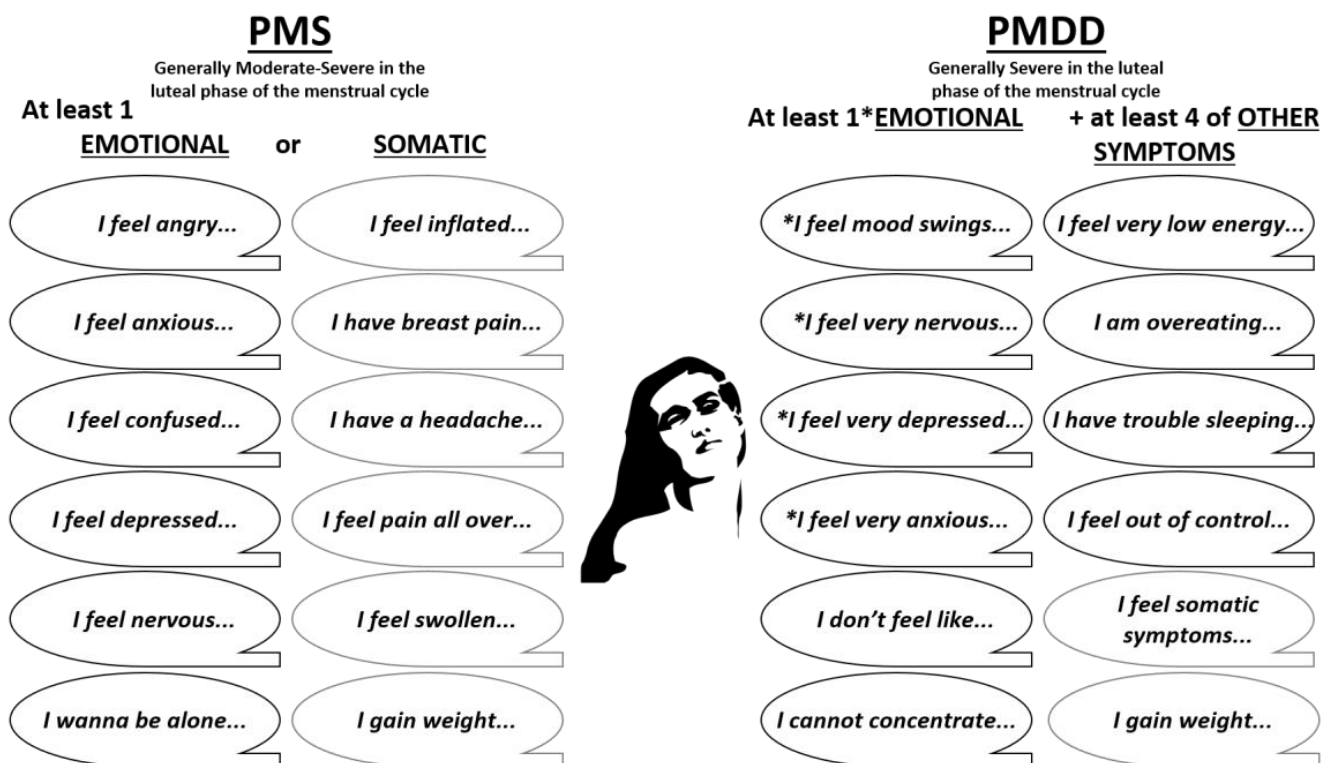 PMS
Generally Moderate-Severe in the
luteal phase of the menstrual cycle
At least 1
EMOTIONAL or SOMATIC
I feel angry...
I feel inflated...
I feel anxious...
I have breast pain...
I feel confused...
I have a headache...
I feel depressed...
I feel pain all over...
I feel nervous...
I feel swollen...
I wanna be alone...
I gain weight...
PMDD
Generally Severe in the luteal
phase of the menstrual cycle
At least 1*EMOTIONAL + at least 4 of OTHER
SYMPTOMS
*I feel mood swings...
I feel very low energy...
*I feel very nervous...
I am overeating...
*I feel very depressed...
I have trouble sleeping...
*I feel very anxious...
I feel out of control...
I don’t feel like...
I feel somatic
symptoms...
I cannot concentrate...
I gain weight...